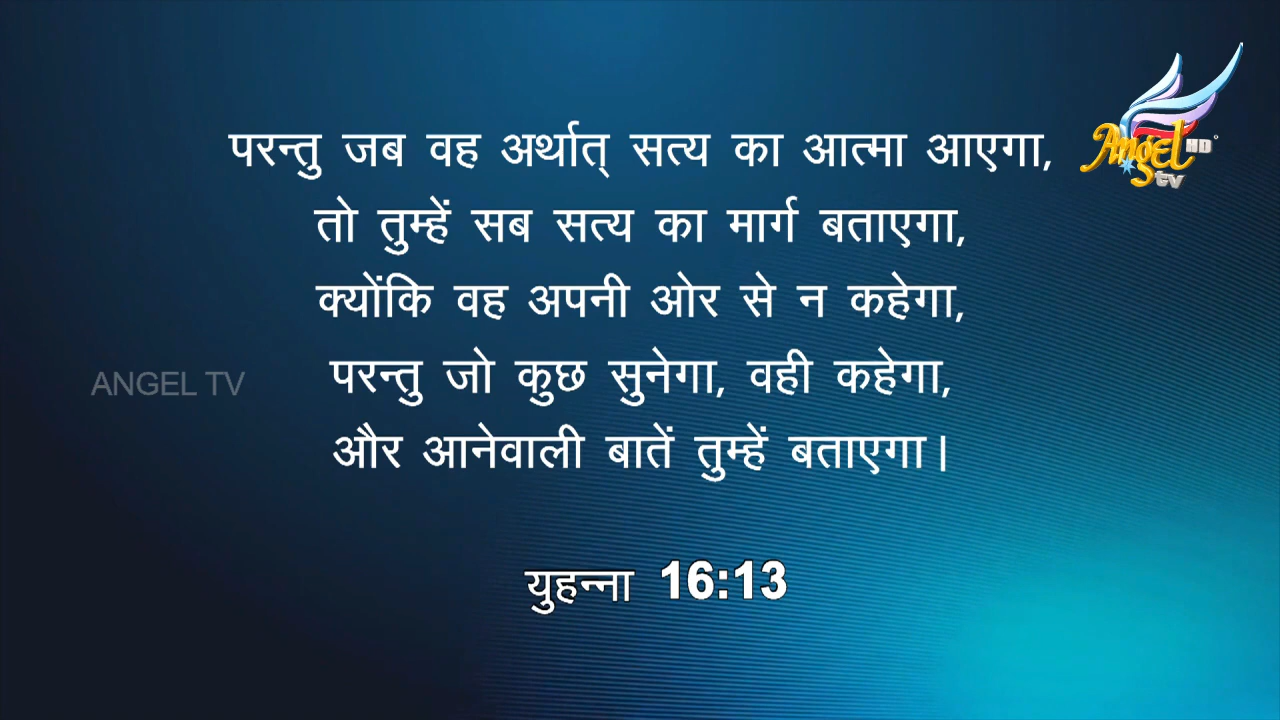 परन्तु जब वह अर्थात् सत्य का आत्मा आएगा,
तो तुम्हें सब सत्य का मार्ग बताएगा,
क्योंकि वह अपनी ओर से न कहेगा,
परन्तु जो कुछ सुनेगा, वही कहेगा,
और आनेवाली बातें तुम्हें बताएगा।
युहन्ना 16:13
ANGEL TV
Angel HD
tv